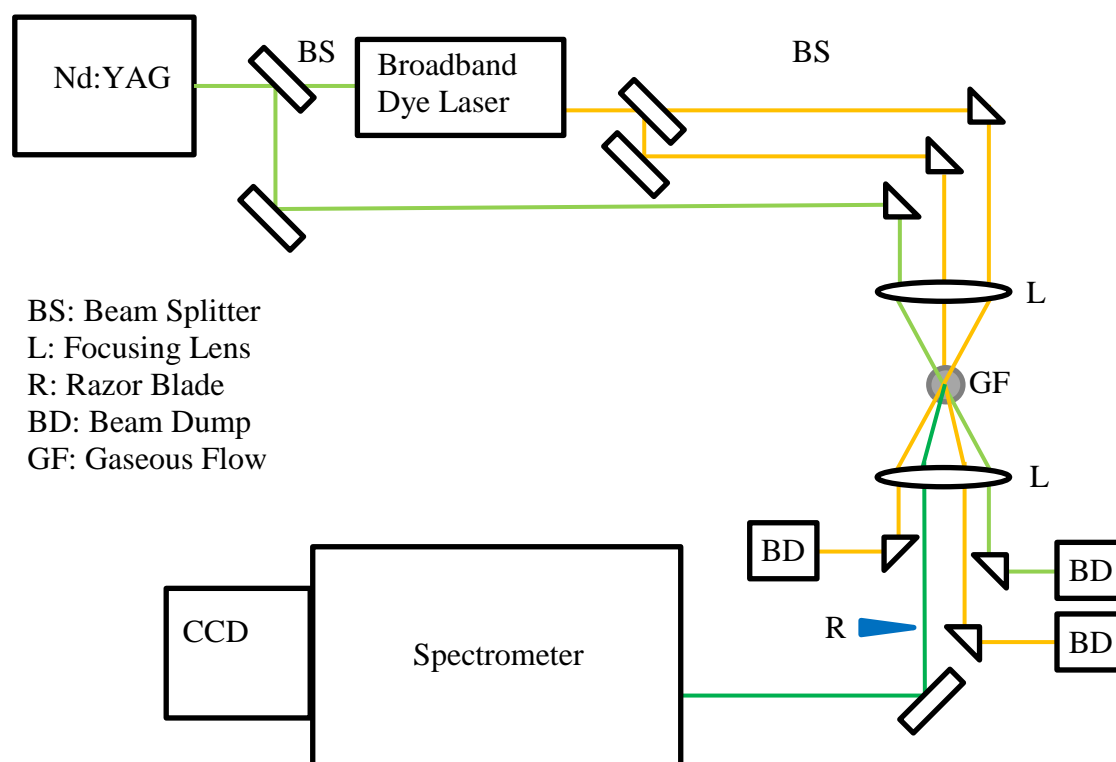 BS
BS
Nd:YAG
Broadband
Dye Laser
L
BS: Beam Splitter
L: Focusing Lens
R: Razor Blade
BD: Beam Dump
GF: Gaseous Flow
GF
L
BD
BD
CCD
R
BD
Spectrometer